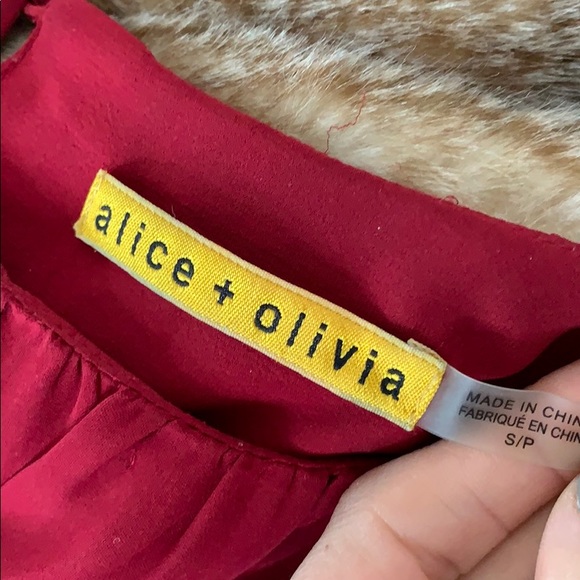 alice + olivia
MADE IN CHIN
FABRIQUÉ EN CHIN
S/P